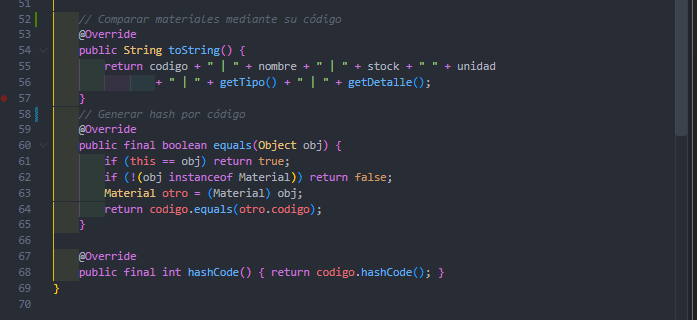 51
52 // Comparar materiales mediante su código
53 @Override
54 public String toString() {
55 return codigo + " | " + nombre + " | " + stock + " " + unidad
56 + " | " + getTipo() + " | " + getDetalle();
57 }
58 // Generar hash por código
59 @Override
60 public final boolean equals(Object obj) {
61 if (this == obj) return true;
62 if (!(obj instanceof Material)) return false;
63 Material otro = (Material) obj;
64 return codigo.equals(otro.codigo);
65 }
66
67 @Override
68 public final int hashCode() { return codigo.hashCode(); }
69 }
70